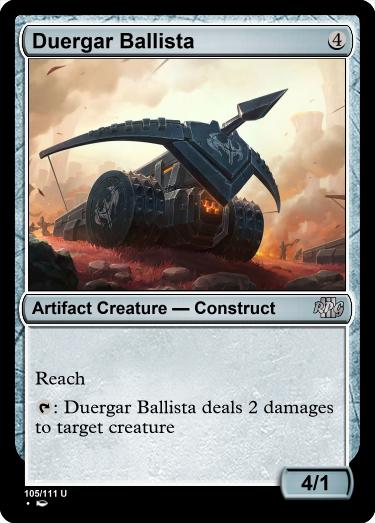 Duergar Ballista 4
Artifact Creature — Construct RPG
Reach
: Duergar Ballista deals 2 damages
to target creature
4/1
105/111 U